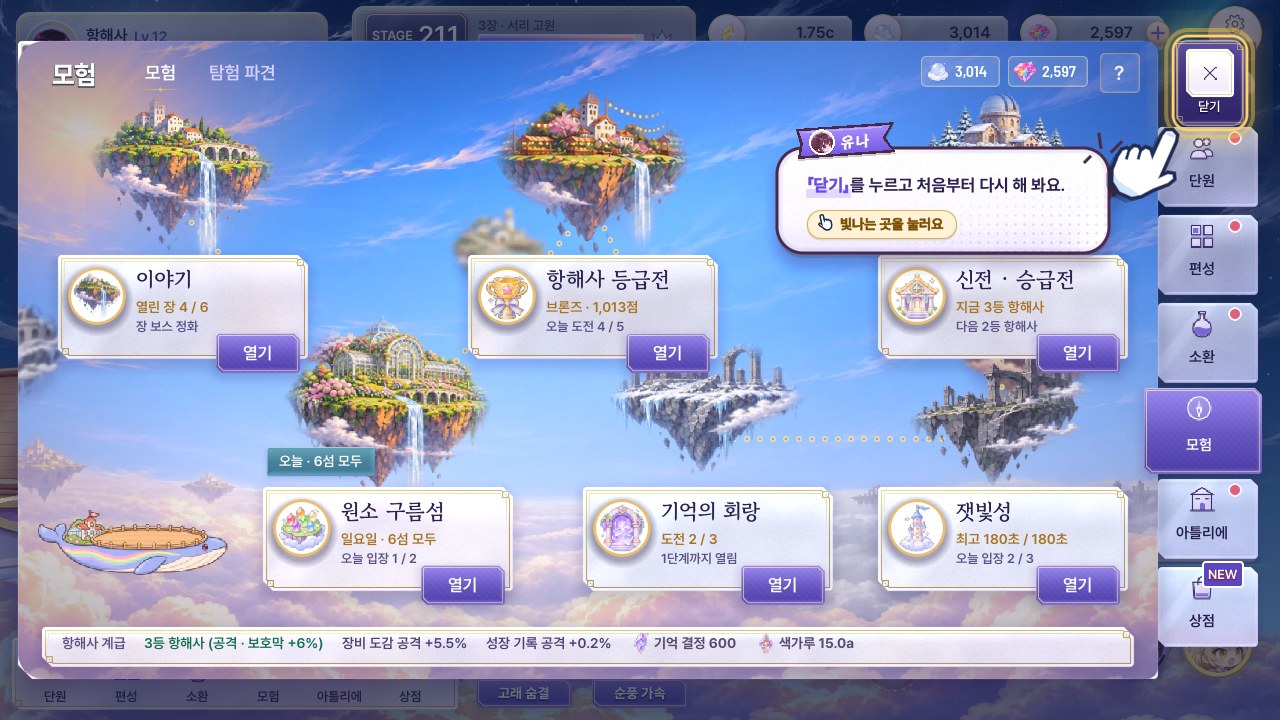 항해사 Lv.12
STAGE 211
3장 · 서리 고원
1.75c
3,014
2,597
모험
모험
탐험 파견
3,014
2,597
?
닫기
유나
「닫기」를 누르고 처음부터 다시 해 봐요.
빛나는 곳을 눌러요
단원
편성
소환
모험
아틀리에
NEW
상점
이야기
열린 장 4 / 6
장 보스 정화
열기
항해사 등급전
브론즈 · 1,013점
오늘 도전 4 / 5
열기
신전 · 승급전
지금 3등 항해사
다음 2등 항해사
열기
오늘 · 6섬 모두
원소 구름섬
일요일 · 6섬 모두
오늘 입장 1 / 2
열기
기억의 회랑
도전 2 / 3
1단계까지 열림
열기
잿빛성
최고 180초 / 180초
오늘 입장 2 / 3
열기
항해사 계급 3등 항해사 (공격 · 보호막 +6%) 장비 도감 공격 +5.5% 성장 기록 공격 +0.2% 기억 결정 600 색가루 15.0a
단원 편성 소환 모험 아틀리에 상점
고래 숨결
순풍 가속